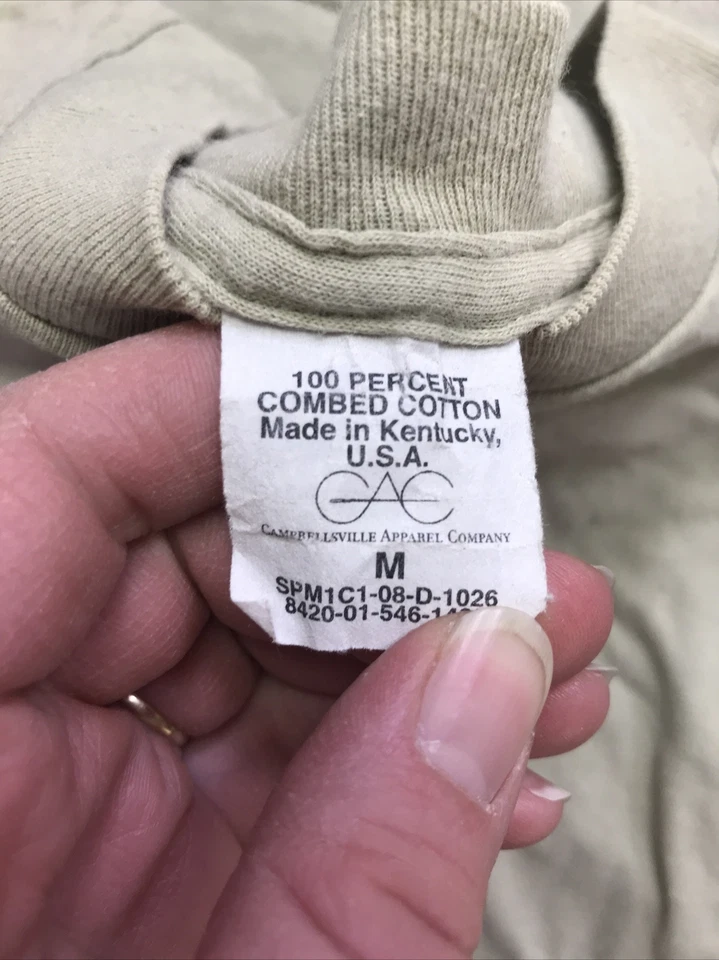 100 PERCENT
COMBED COTTON
Made in Kentucky,
U.S.A.
CAC
CAMPBELLSVILLE APPAREL COMPANY
M
SPM1C1-08-D-1026